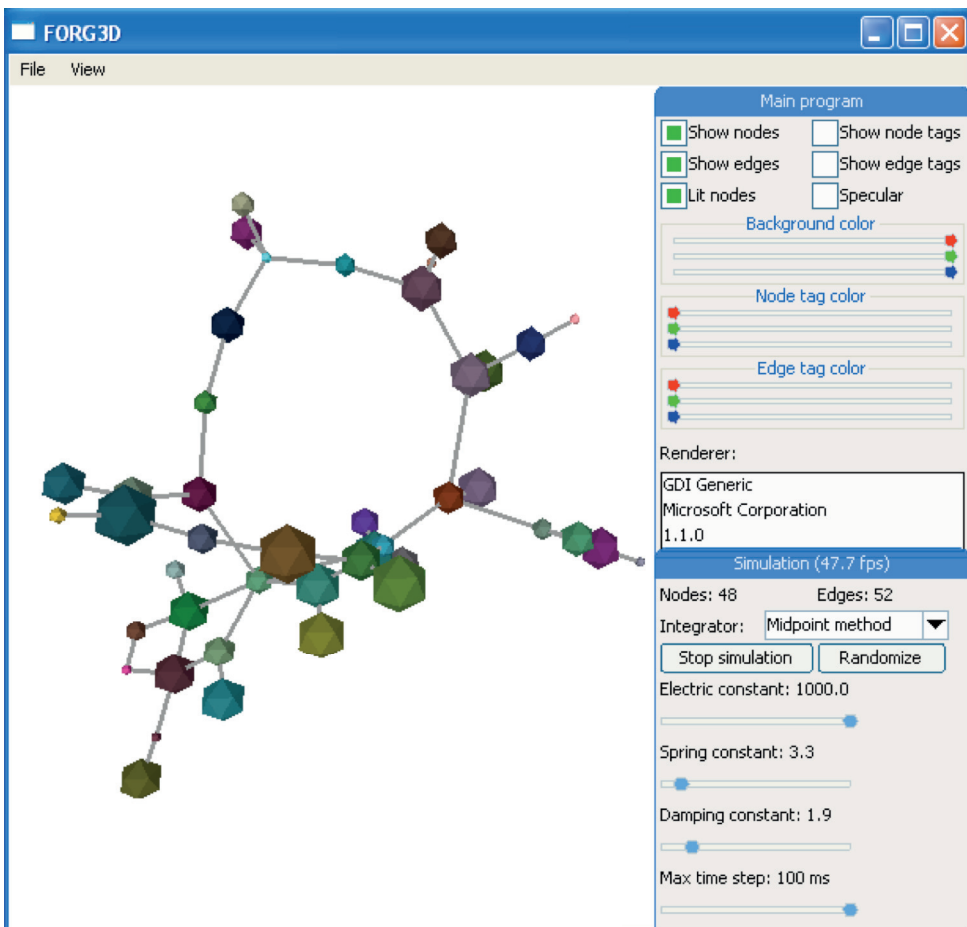 FORG3D
File View
Main program
Show nodes Show node tags
Show edges Show edge tags
Lit nodes Specular
Background color
Node tag color
Edge tag color
Renderer:
GDI Generic
Microsoft Corporation
1.1.0
Simulation (47.7 fps)
Nodes: 48 Edges: 52
Integrator: Midpoint method
Stop simulation Randomize
Electric constant: 1000.0
Spring constant: 3.3
Damping constant: 1.9
Max time step: 100 ms